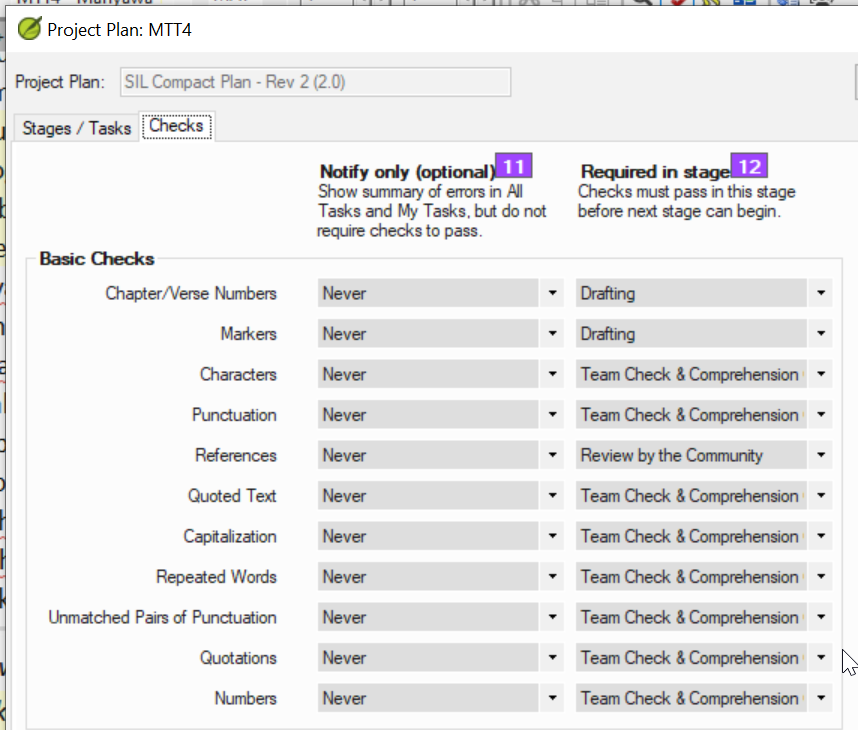 Project Plan: MTT4
Project Plan: SIL Compact Plan - Rev 2 (2.0)
Stages / Tasks Checks
Notify only (optional) 11
Show summary of errors in All
Tasks and My Tasks, but do not
require checks to pass.
Required in stage 12
Checks must pass in this stage
before next stage can begin.
Basic Checks
Chapter/Verse Numbers Never Drafting
Markers Never Drafting
Characters Never Team Check & Comprehension
Punctuation Never Team Check & Comprehension
References Never Review by the Community
Quoted Text Never Team Check & Comprehension
Capitalization Never Team Check & Comprehension
Repeated Words Never Team Check & Comprehension
Unmatched Pairs of Punctuation Never Team Check & Comprehension
Quotations Never Team Check & Comprehension
Numbers Never Team Check & Comprehension